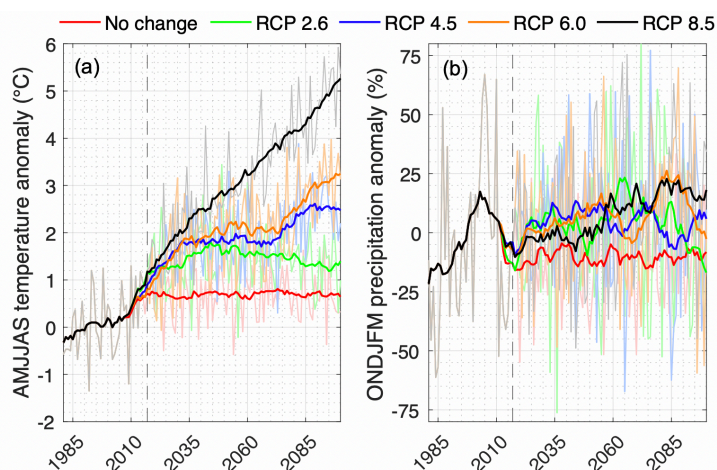 No change RCP 2.6 RCP 4.5 RCP 6.0 RCP 8.5
(a)
AMJJAS temperature anomaly (°C)
6
5
4
3
2
1
0
-1
-2
1985 2010 2035 2060 2085
(b)
ONDJFM precipitation anomaly (%)
75
50
25
0
-25
-50
-75
1985 2010 2035 2060 2085